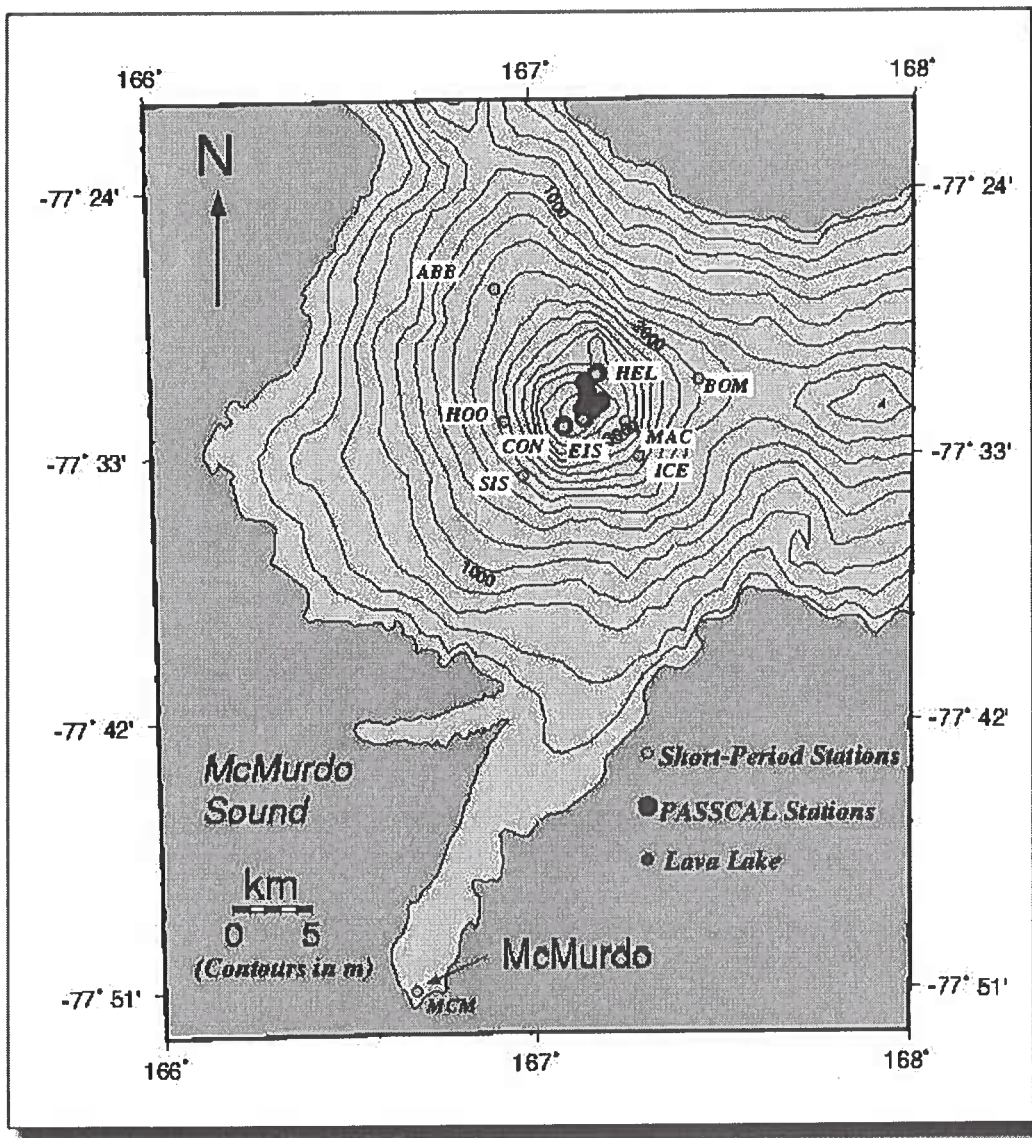 166° 167° 168°
N
-77° 24' -77° 24'
1000
ABB
2000
HEL
BOM
HOO
CON EIS MAC
-77° 33' -77° 33'
SIS ICE
1000
-77° 42' -77° 42'
McMurdo
Sound
Short-Period Stations
PASSCAL Stations
Lava Lake
km
0 5
(Contours in m)
McMurdo
-77° 51' -77° 51'
MCM
166° 167° 168°